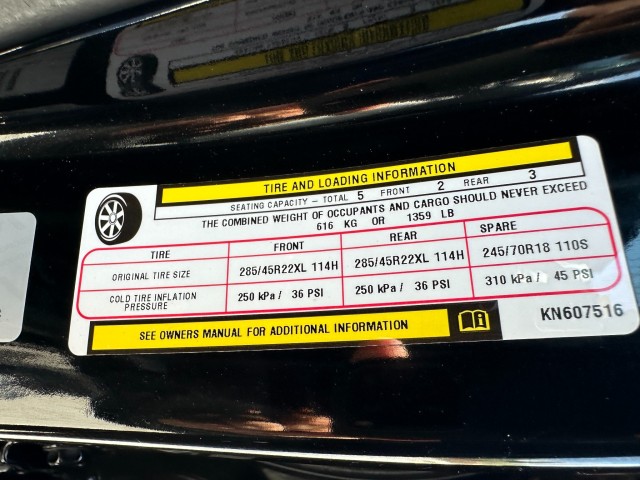 TIRE AND LOADING INFORMATION
SEATING CAPACITY - TOTAL 5 FRONT 2 REAR 3
THE COMBINED WEIGHT OF OCCUPANTS AND CARGO SHOULD NEVER EXCEED
616 KG OR 1359 LB
TIRE FRONT REAR SPARE
ORIGINAL TIRE SIZE 285/45R22XL 114H 285/45R22XL 114H 245/70R18 110S
COLD TIRE INFLATION PRESSURE 250 kPa / 36 PSI 250 kPa / 36 PSI 310 kPa / 45 PSI
SEE OWNERS MANUAL FOR ADDITIONAL INFORMATION
KN607516